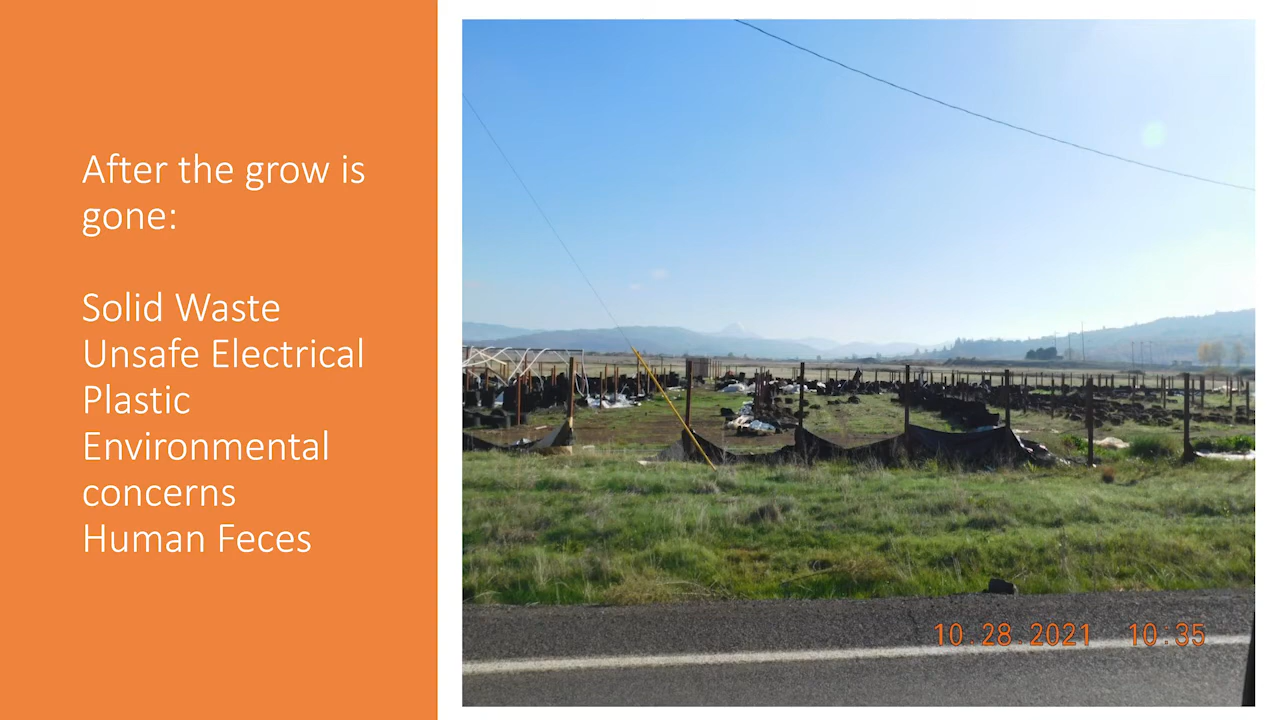 After the grow is
gone:
Solid Waste
Unsafe Electrical
Plastic
Environmental
concerns
Human Feces
10.28.2021 10:35